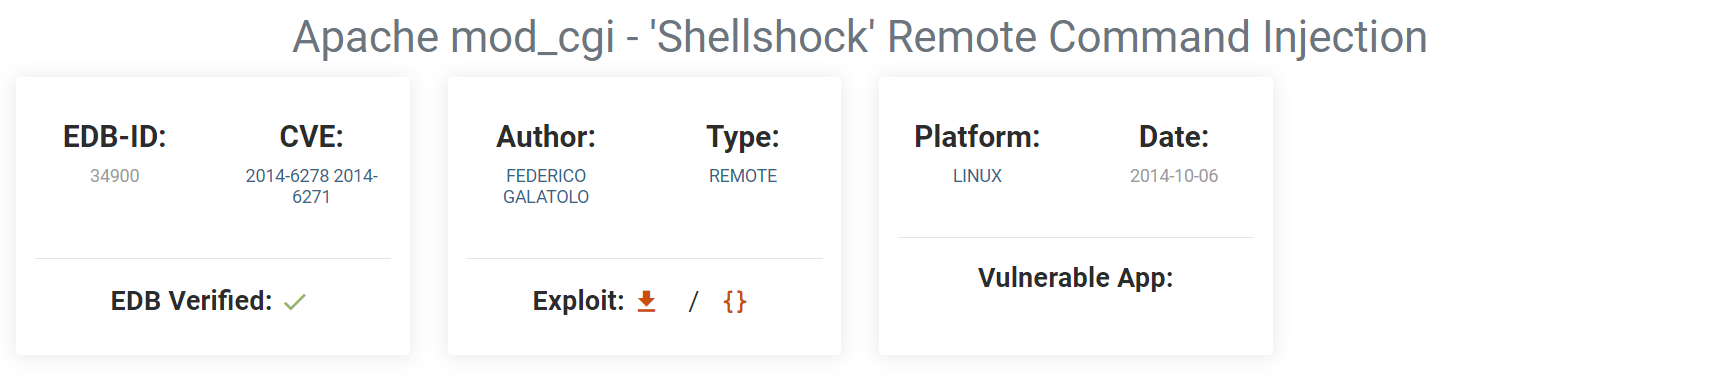 Apache mod_cgi - 'Shellshock' Remote Command Injection
EDB-ID:
34900
CVE:
2014-6278 2014-
6271
EDB Verified:
Author:
FEDERICO
GALATOLO
Type:
REMOTE
Exploit: / {}
Platform:
LINUX
Date:
2014-10-06
Vulnerable App: